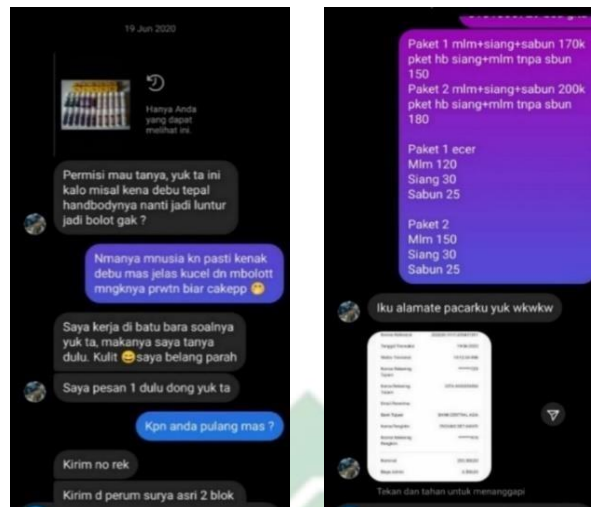 19 Jun 2020
Hanya Anda
yang dapat
melihat ini.
Permisi mau tanya, yuk ta ini
kalo misal kena debu tepal
handbodynya nanti jadi luntur
jadi bolot gak ?
Nmanya mnusia kn pasti kenak
debu mas jelas kucel dn mbolott
mngknya prwtn biar cakepp 🤭
Saya kerja di batu bara soalnya
yuk ta, makanya saya tanya
dulu. Kulit 😄saya belang parah
Saya pesan 1 dulu dong yuk ta
Kpn anda pulang mas ?
Kirim no rek
Kirim d perum surya asri 2 blok
Paket 1 mlm+siang+sabun 170k
pket hb siang+mlm tnpa sbun
150
Paket 2 mlm+siang+sabun 200k
pket hb siang+mlm tnpa sbun
180
Paket 1 ecer
Mlm 120
Siang 30
Sabun 25
Paket 2
Mlm 150
Siang 30
Sabun 25
Iku alamate pacarku yuk wkwkw
Tekan dan tahan untuk menanggapi